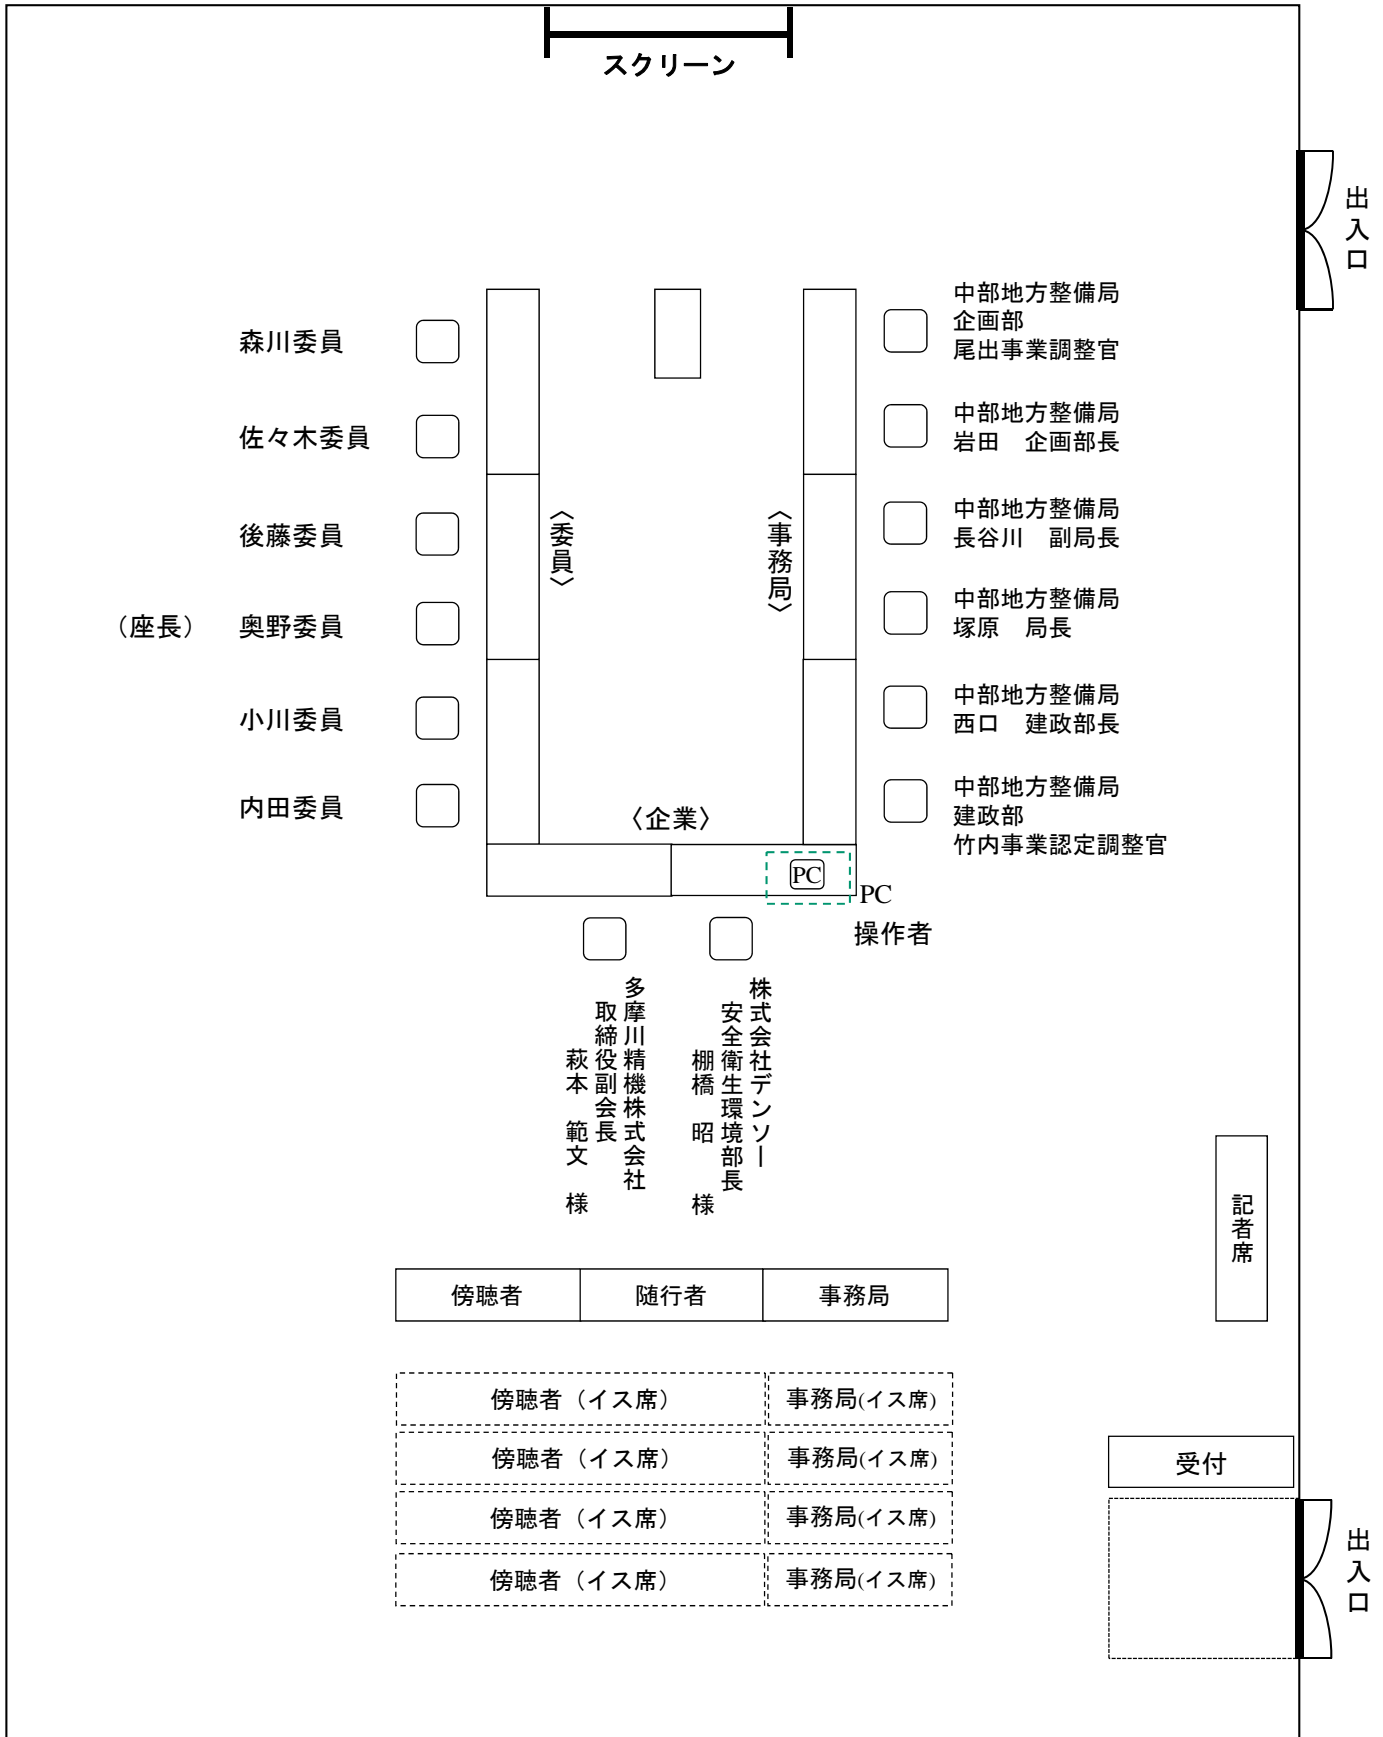 スクリーン
出入口
森川委員
佐々木委員
後藤委員
（座長） 奥野委員
小川委員
内田委員
〈委員〉
〈事務局〉
中部地方整備局
企画部
尾出事業調整官
中部地方整備局
岩田　企画部長
中部地方整備局
長谷川　副局長
中部地方整備局
塚原　局長
中部地方整備局
西口　建政部長
中部地方整備局
建政部
竹内事業認定調整官
〈企業〉
PC
PC
操作者
株式会社デンソー
安全衛生環境部長
棚橋　昭　様
多摩川精機株式会社
取締役副会長
萩本　範文　様
記者席
傍聴者
随行者
事務局
傍聴者（イス席）
事務局(イス席)
傍聴者（イス席）
事務局(イス席)
傍聴者（イス席）
事務局(イス席)
傍聴者（イス席）
事務局(イス席)
受付
出入口